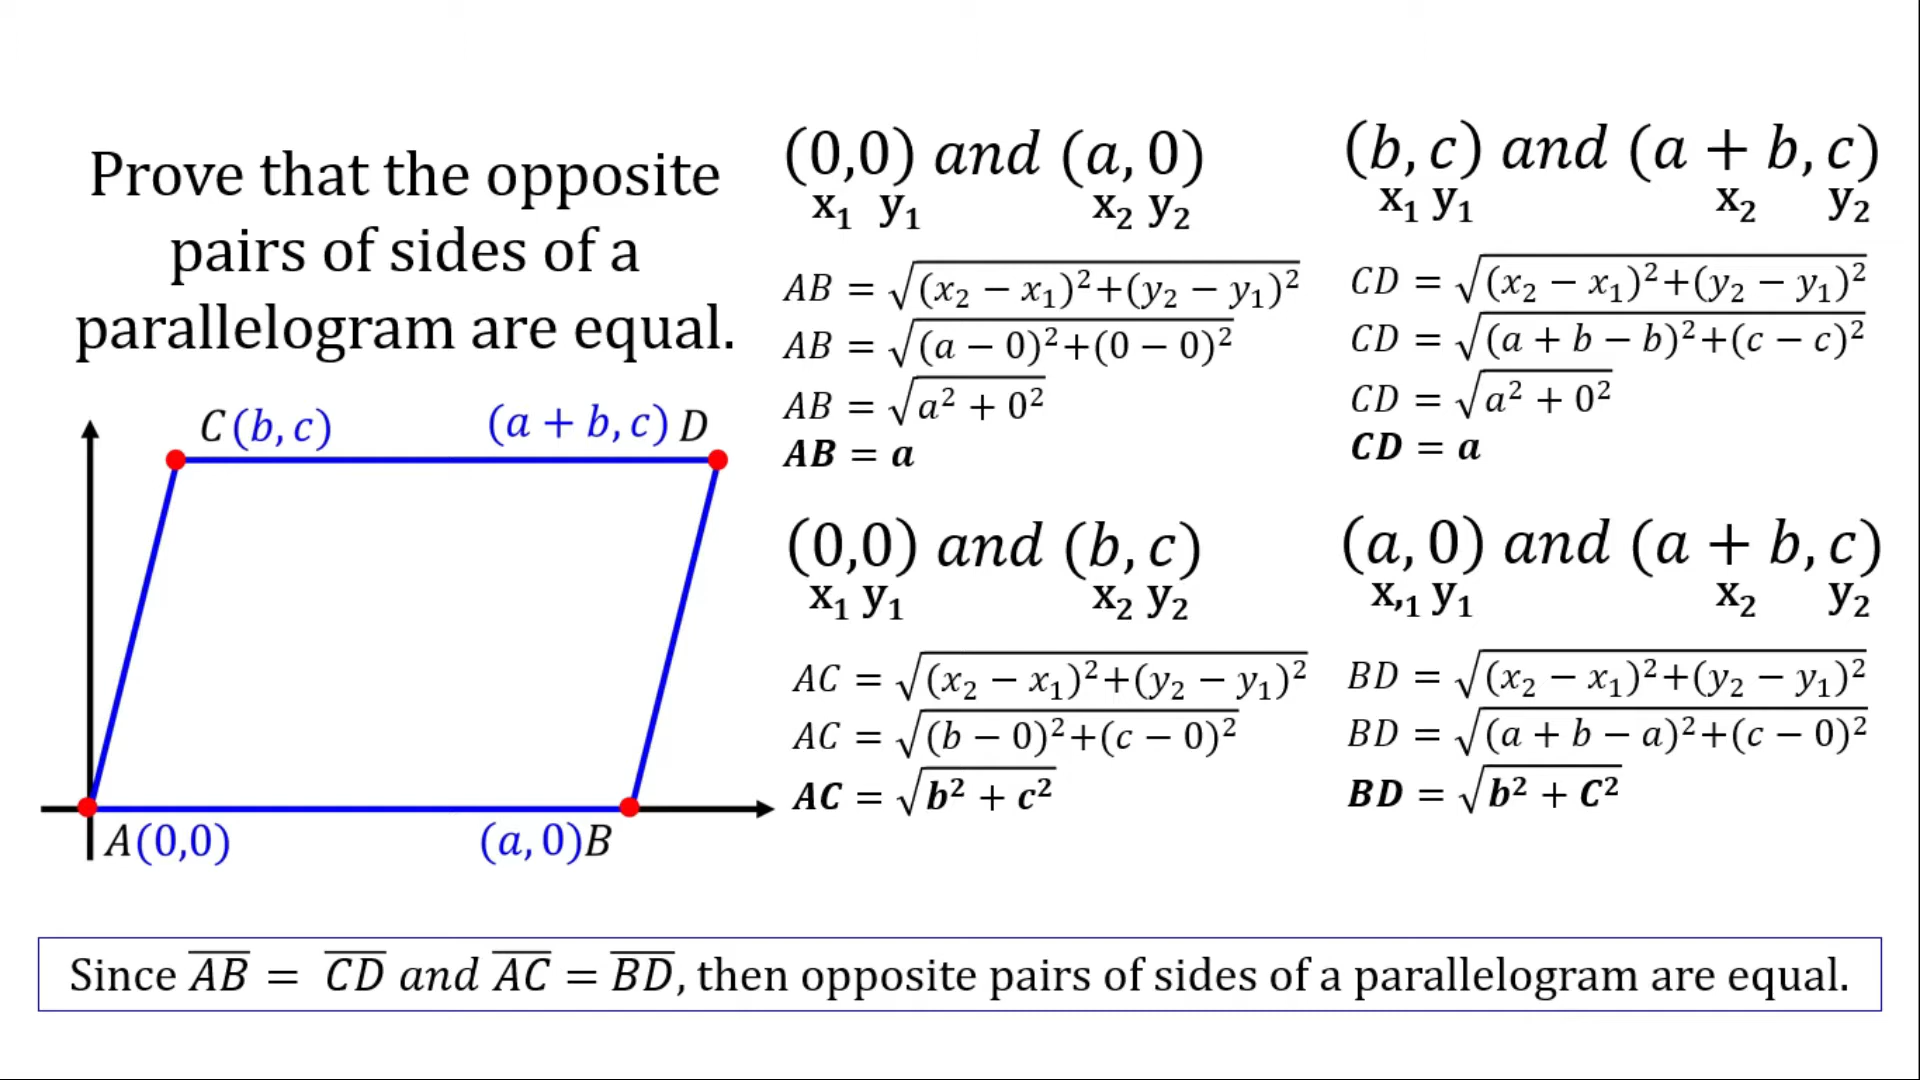 Prove that the opposite
pairs of sides of a
parallelogram are equal.
C(b, c)
(a + b, c) D
A(0,0)
(a, 0)B
(0,0) and (a, 0)
x₁ y₁ x₂ y₂
AB = √(x₂ − x₁)²+(y₂ − y₁)²
AB = √(a − 0)²+(0 − 0)²
AB = √a² + 0²
AB = a
(b, c) and (a + b, c)
x₁ y₁ x₂ y₂
CD = √(x₂ − x₁)²+(y₂ − y₁)²
CD = √(a + b − b)²+(c − c)²
CD = √a² + 0²
CD = a
(0,0) and (b, c)
x₁ y₁ x₂ y₂
AC = √(x₂ − x₁)²+(y₂ − y₁)²
AC = √(b − 0)²+(c − 0)²
AC = √b² + c²
(a, 0) and (a + b, c)
x,₁ y₁ x₂ y₂
BD = √(x₂ − x₁)²+(y₂ − y₁)²
BD = √(a + b − a)²+(c − 0)²
BD = √b² + C²
Since A̅B̅ = C̅D̅ and A̅C̅ = B̅D̅, then opposite pairs of sides of a parallelogram are equal.